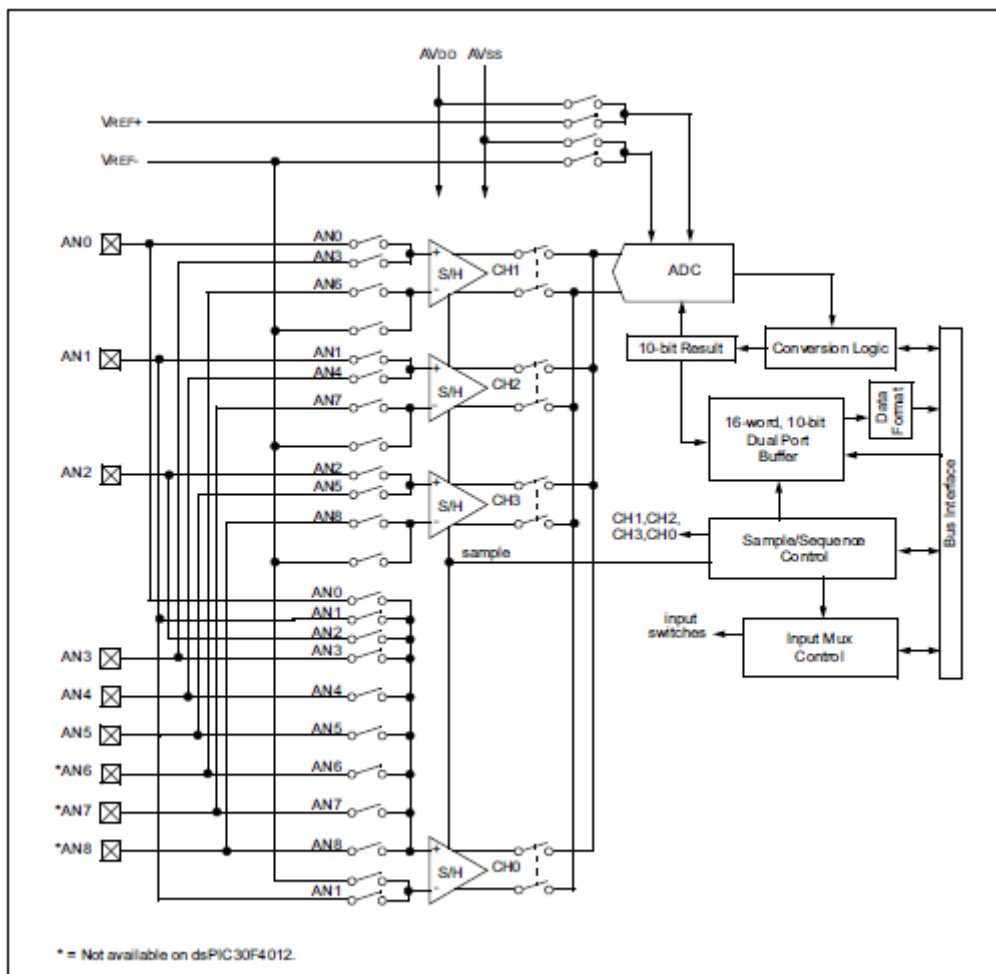 AVDD AVSS
VREF+
VREF-
AN0
AN0
AN3
AN6
S/H
CH1
ADC
AN1
AN1
AN4
AN7
S/H
CH2
10-bit Result
Conversion Logic
16-word, 10-bit
Dual Port
Buffer
Data
Format
AN2
AN2
AN5
AN8
S/H
CH3
CH1,CH2,
CH3,CH0
Sample/Sequence
Control
Bus Interface
sample
AN0
AN1
AN2
AN3
AN3
input
switches
Input Mux
Control
AN4
AN4
AN5
AN5
*AN6
AN6
*AN7
AN7
*AN8
AN8
+
-
+
-
+
-
+
-
S/H
CH0
AN1
* = Not available on dsPIC30F4012.